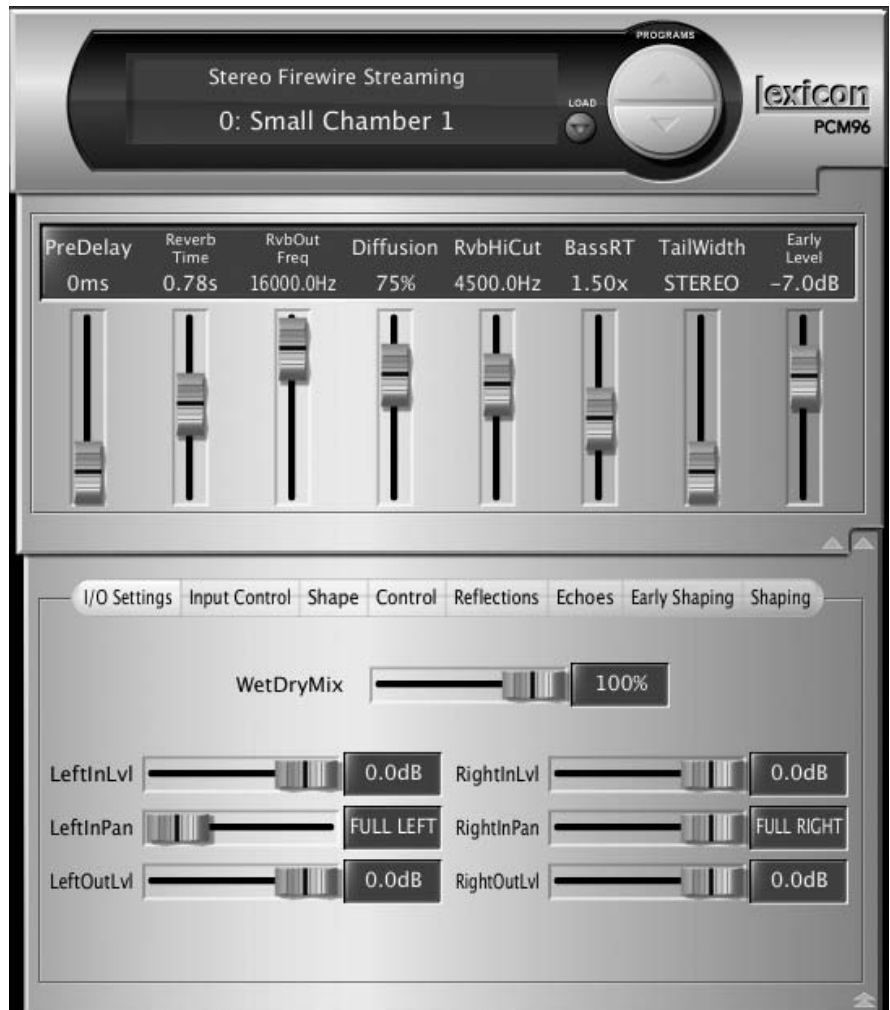 PROGRAMS
Stereo Firewire Streaming
0: Small Chamber 1
LOAD
lexicon
PCM96
PreDelay Reverb Time RvbOut Freq Diffusion RvbHiCut BassRT TailWidth Early Level
0ms 0.78s 16000.0Hz 75% 4500.0Hz 1.50x STEREO -7.0dB
I/O Settings Input Control Shape Control Reflections Echoes Early Shaping Shaping
WetDryMix 100%
LeftInLvl 0.0dB RightInLvl 0.0dB
LeftInPan FULL LEFT RightInPan FULL RIGHT
LeftOutLvl 0.0dB RightOutLvl 0.0dB